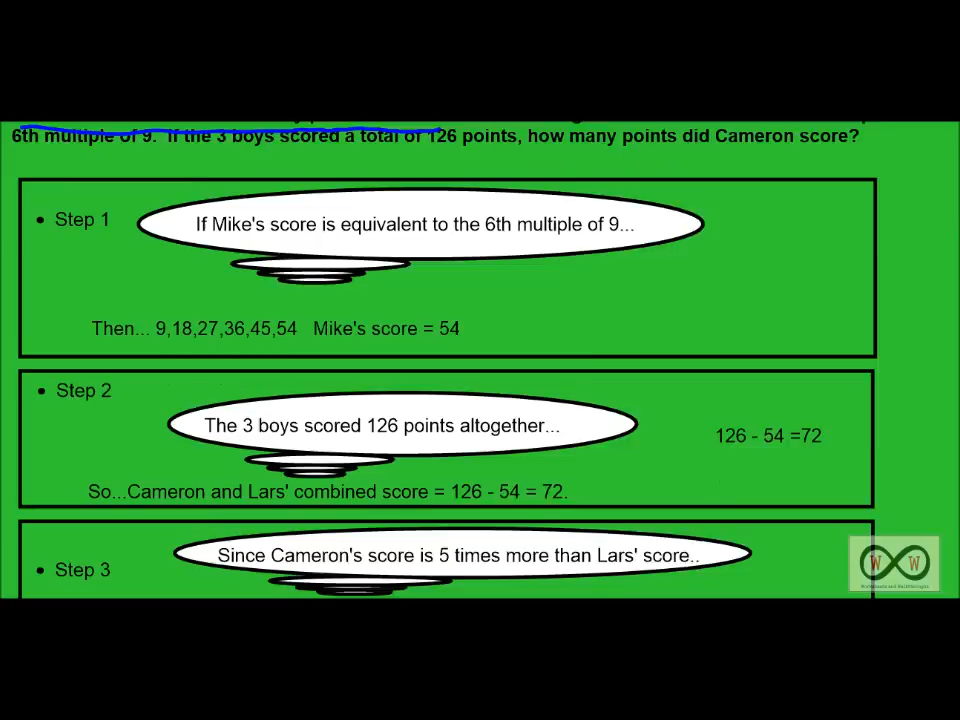 6th multiple of 9. If the 3 boys scored a total of 126 points, how many points did Cameron score?
• Step 1
If Mike's score is equivalent to the 6th multiple of 9...
Then... 9,18,27,36,45,54 Mike's score = 54
• Step 2
The 3 boys scored 126 points altogether...
126 - 54 =72
So...Cameron and Lars' combined score = 126 - 54 = 72.
Since Cameron's score is 5 times more than Lars' score..
• Step 3
W W